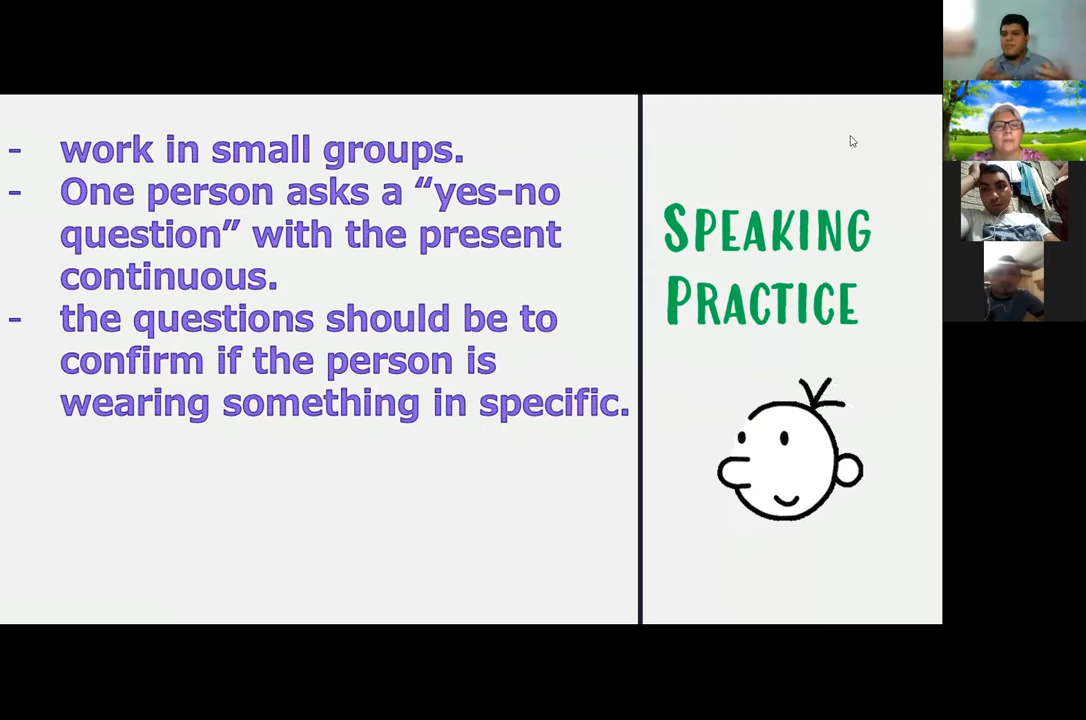 - work in small groups.
- One person asks a “yes-no
question” with the present
continuous.
- the questions should be to
confirm if the person is
wearing something in specific.
SPEAKING
PRACTICE